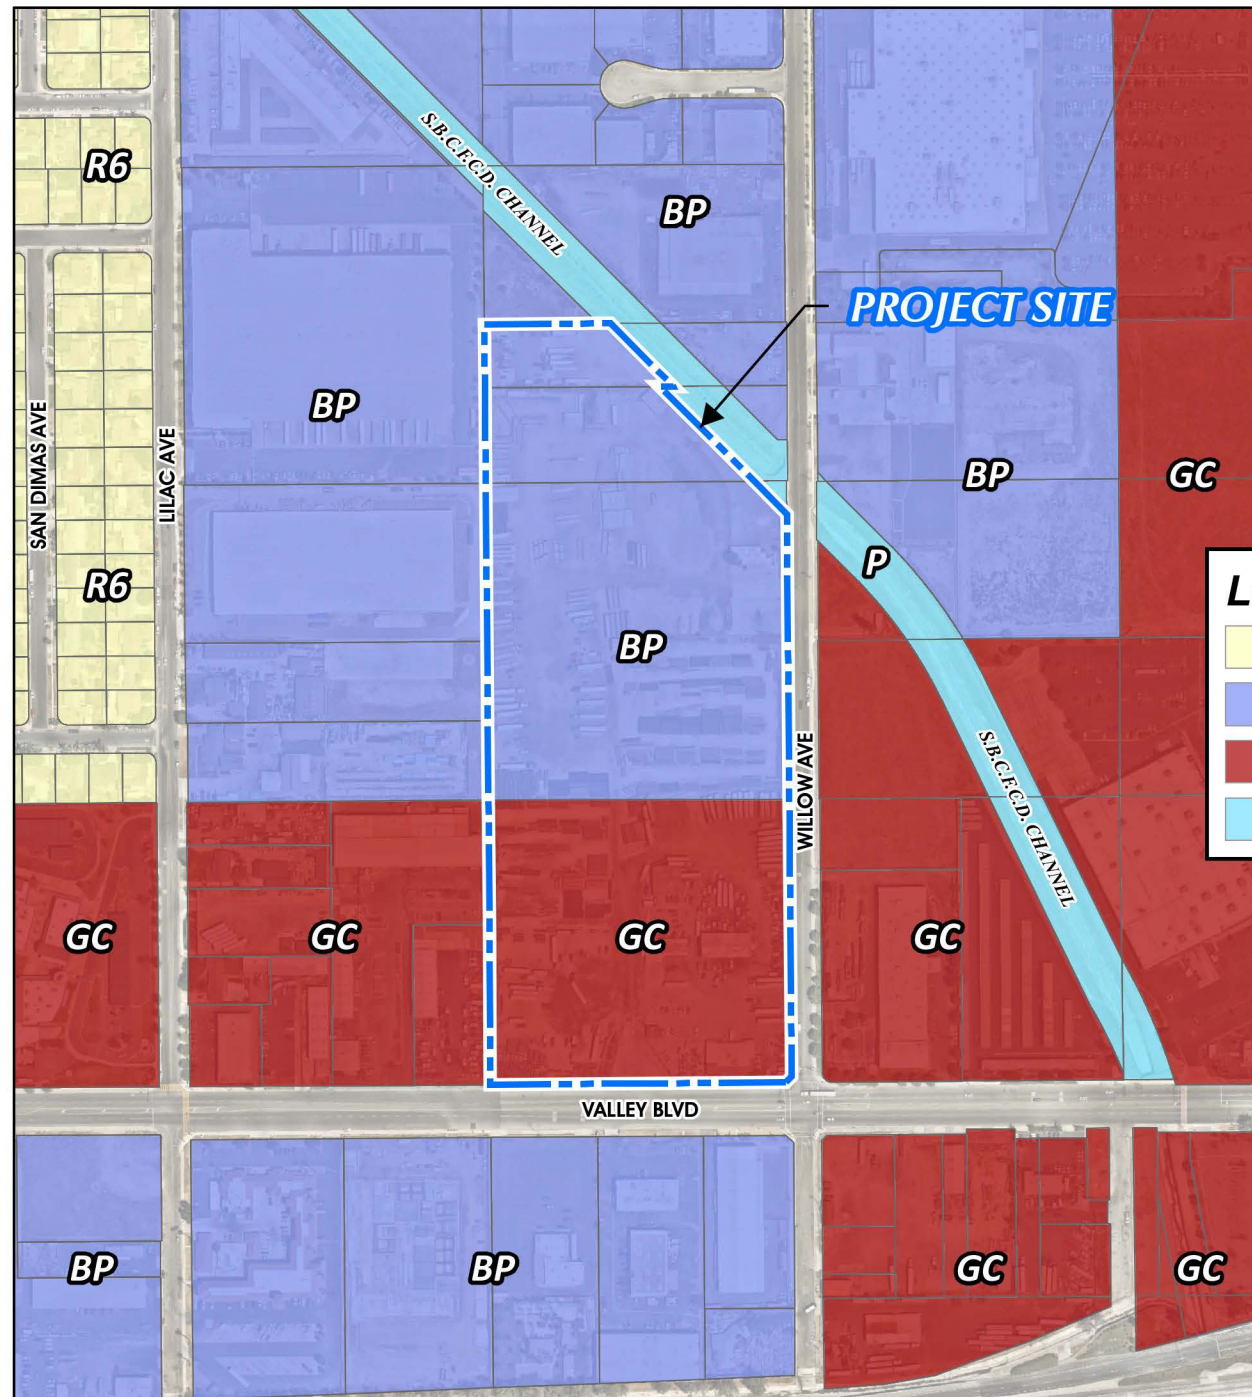 R6
S.B.C.F.C.D. CHANNEL
BP
PROJECT SITE
BP
SAN DIMAS AVE
LILAC AVE
BP
GC
P
R6
BP
L
WILLOW AVE
S.B.C.F.C.D. CHANNEL
GC
GC
GC
GC
VALLEY BLVD
BP
BP
GC
GC